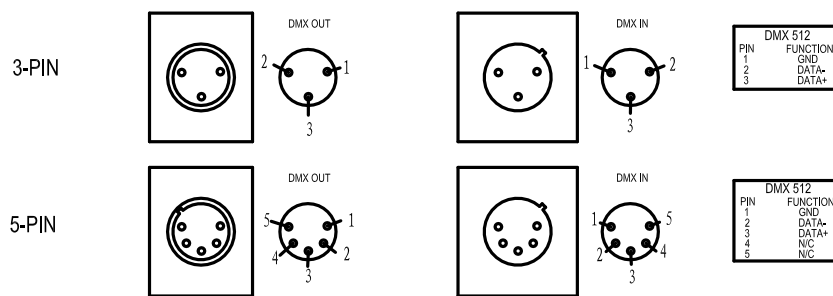 3-PIN
DMX OUT
2
1
3
DMX IN
1
2
3
DMX 512
PIN FUNCTION
1 GND
2 DATA-
3 DATA+
5-PIN
DMX OUT
5
1
4
2
3
DMX IN
1
5
2
4
3
DMX 512
PIN FUNCTION
1 GND
2 DATA-
3 DATA+
4 N/C
5 N/C